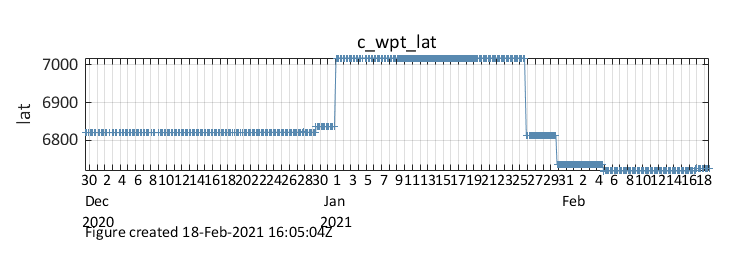 c_wpt_lat
7000
6900
6800
lat
30 2 4 6 8 10 12 14 16 18 20 22 24 26 28 30 1 3 5 7 9 11 13 15 17 19 21 23 25 27 29 31 2 4 6 8 10 12 14 16 18
Dec Jan Feb
2020 2021
Figure created 18-Feb-2021 16:05:04Z